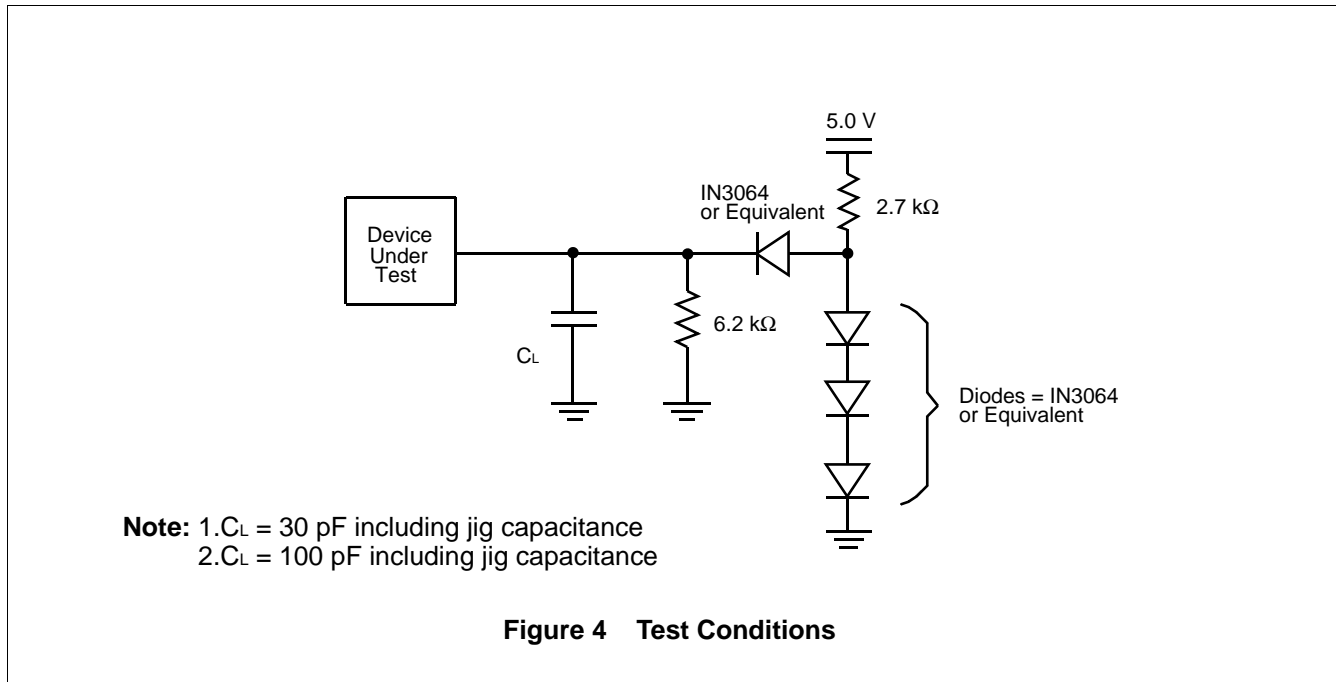 5.0 V
IN3064
or Equivalent
2.7 kΩ
Device
Under
Test
6.2 kΩ
CL
Diodes = IN3064
or Equivalent
Note: 1.CL = 30 pF including jig capacitance
2.CL = 100 pF including jig capacitance
Figure 4 Test Conditions